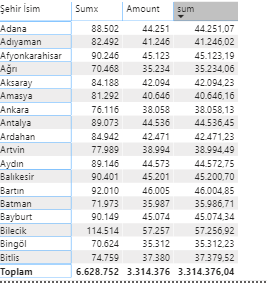 Şehir İsim Sumx Amount sum
Adana 88.502 44.251 44.251,07
Adıyaman 82.492 41.246 41.246,02
Afyonkarahisar 90.246 45.123 45.123,19
Ağrı 70.468 35.234 35.234,06
Aksaray 84.188 42.094 42.094,23
Amasya 81.292 40.646 40.646,16
Ankara 76.116 38.058 38.058,13
Antalya 89.073 44.536 44.536,45
Ardahan 84.942 42.471 42.471,23
Artvin 77.989 38.994 38.994,49
Aydın 89.146 44.573 44.572,75
Balıkesir 90.401 45.201 45.200,70
Bartın 92.010 46.005 46.004,85
Batman 71.973 35.987 35.986,71
Bayburt 90.149 45.074 45.074,34
Bilecik 114.514 57.257 57.256,92
Bingöl 70.624 35.312 35.312,23
Bitlis 74.759 37.380 37.379,52
Toplam 6.628.752 3.314.376 3.314.376,04